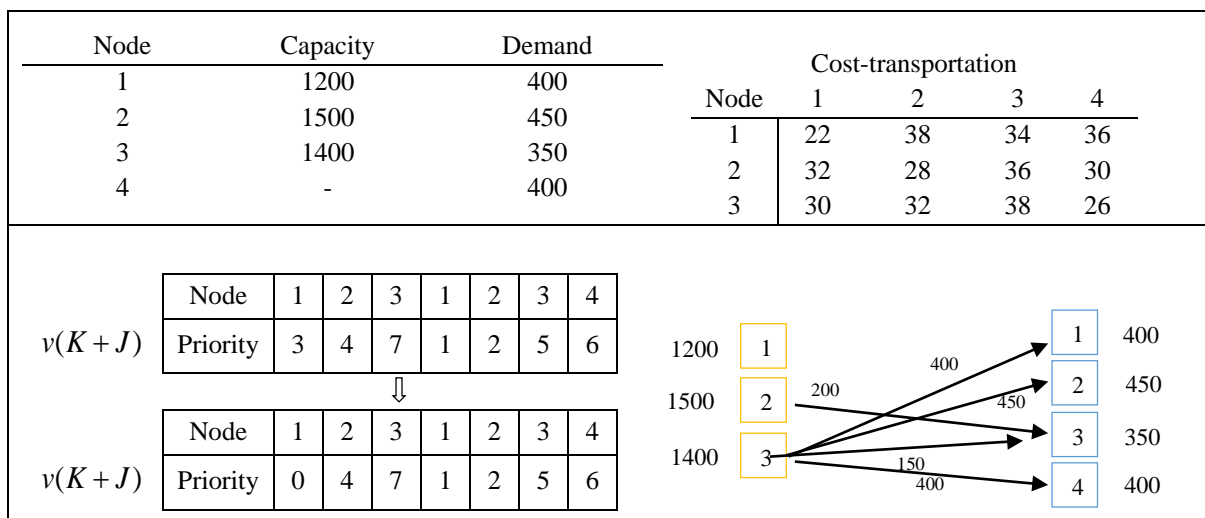 Node Capacity Demand
1 1200 400
2 1500 450
3 1400 350
4 - 400
Cost-transportation
Node 1 2 3 4
1 22 38 34 36
2 32 28 36 30
3 30 32 38 26
v(K+J)
Node 1 2 3 1 2 3 4
Priority 3 4 7 1 2 5 6
⇩
v(K+J)
Node 1 2 3 1 2 3 4
Priority 0 4 7 1 2 5 6
1200 1
1500 2
1400 3
400
200
450
150
400
1 400
2 450
3 350
4 400